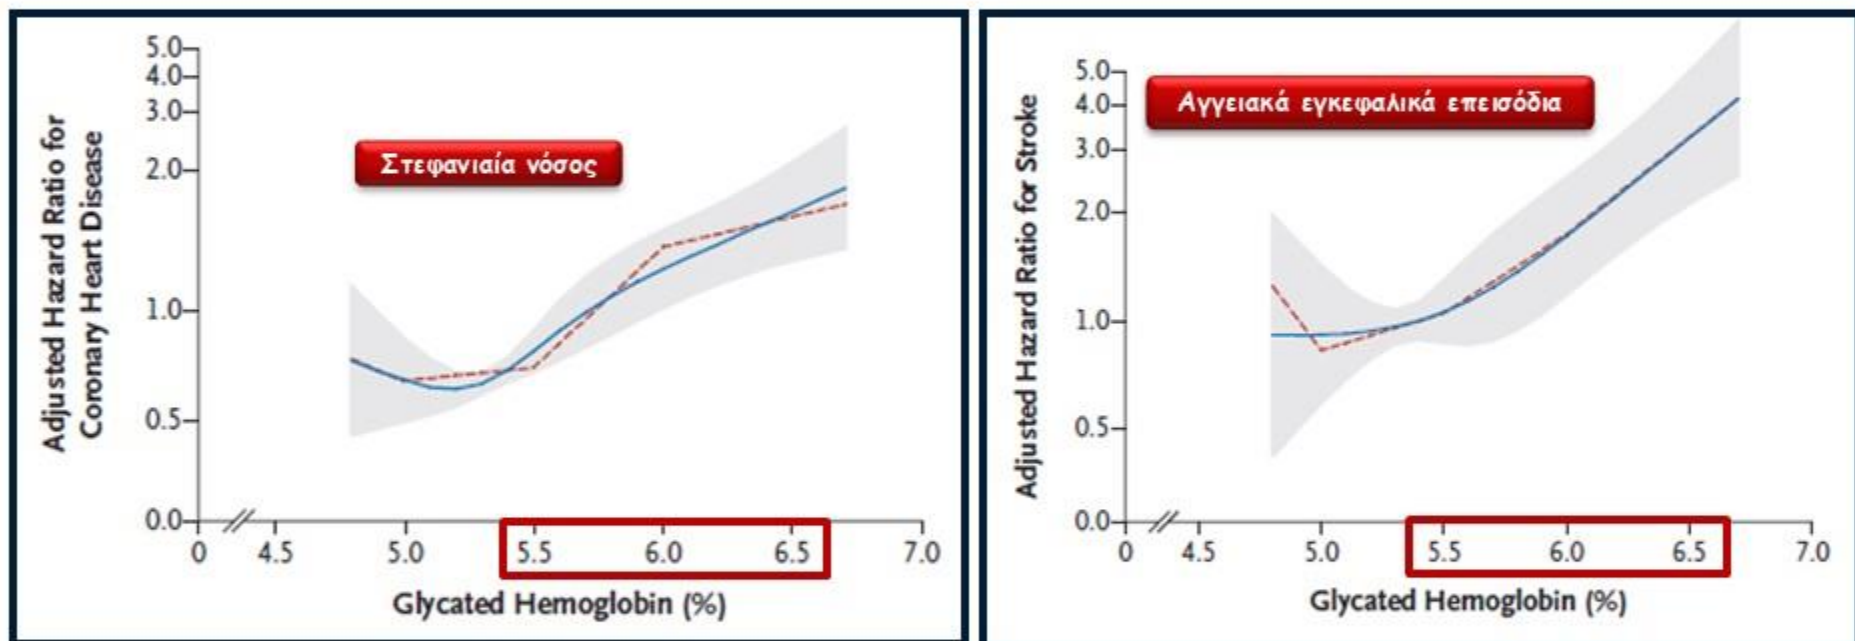 Adjusted Hazard Ratio for
Coronary Heart Disease
5.0
4.0
3.0
2.0
1.0
0.5
0.0
Στεφανιαία νόσος
0 4.5 5.0 5.5 6.0 6.5 7.0
Glycated Hemoglobin (%)
Adjusted Hazard Ratio for Stroke
5.0
4.0
3.0
2.0
1.0
0.5
0.0
Αγγειακά εγκεφαλικά επεισόδια
0 4.5 5.0 5.5 6.0 6.5 7.0
Glycated Hemoglobin (%)